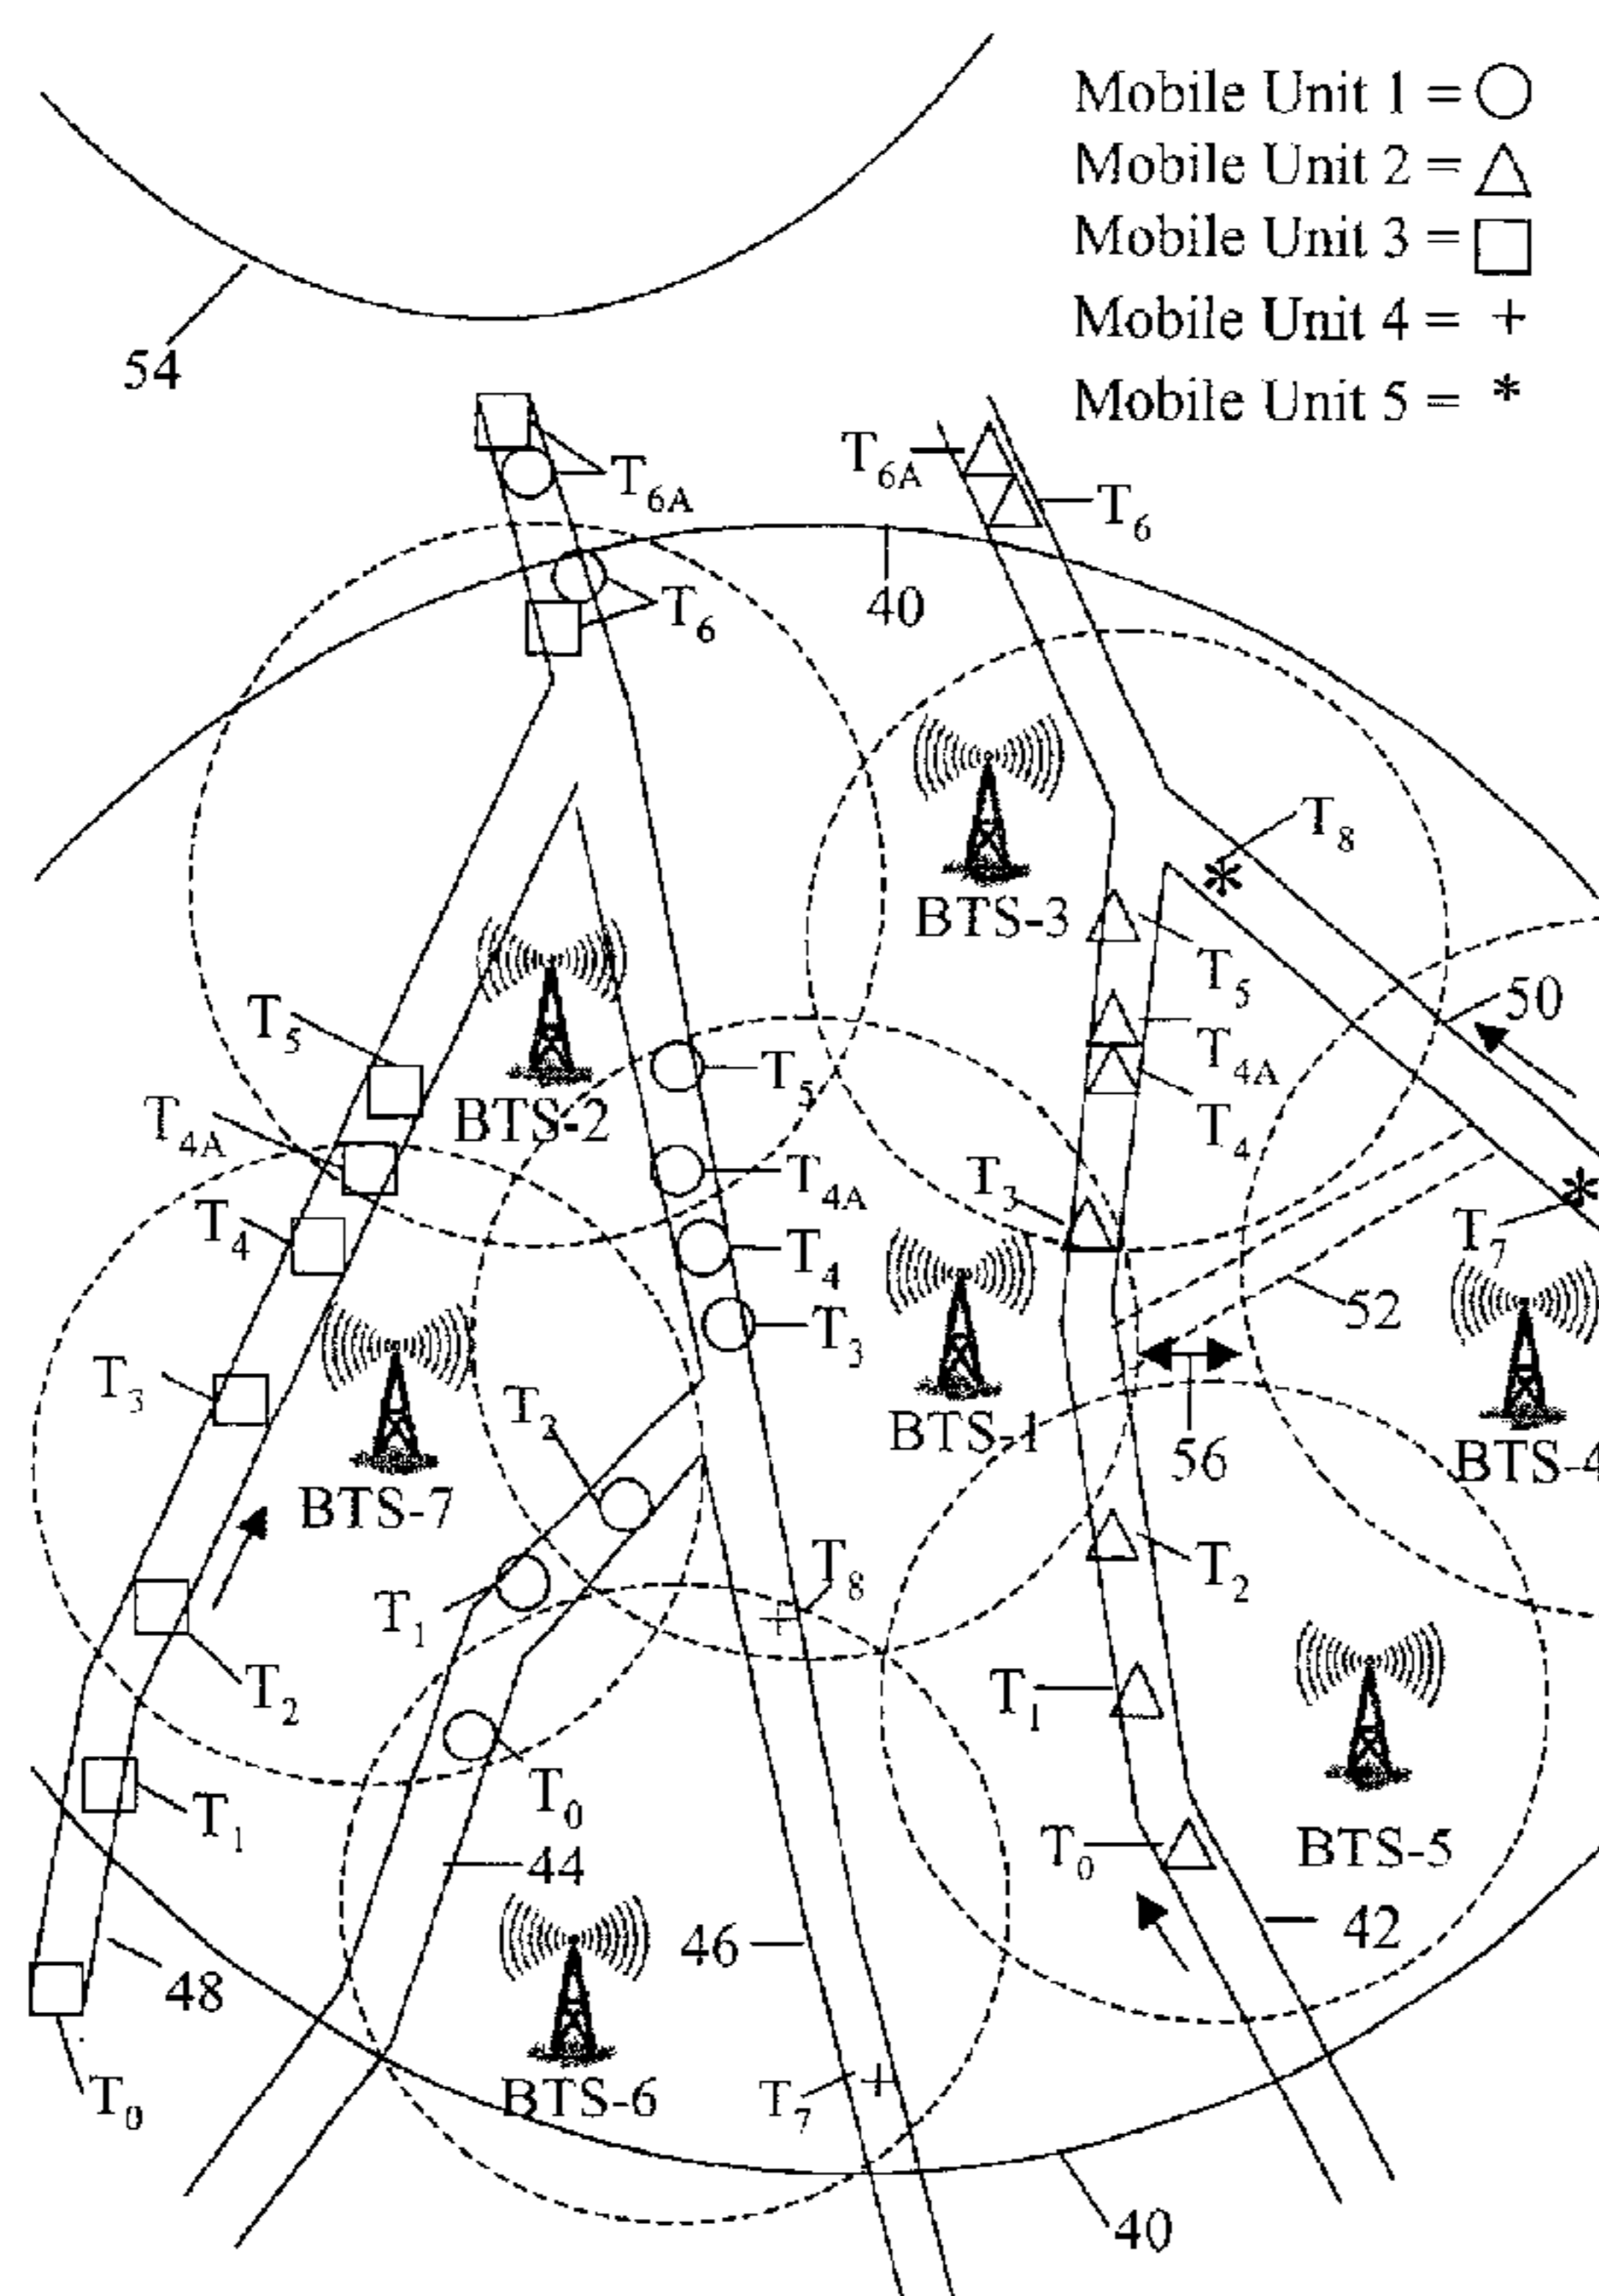 Mobile Unit 1 =
Mobile Unit 2 =
Mobile Unit 3 =
Mobile Unit 4 = +
Mobile Unit 5 = *
54
T6A
T6A
T6
T6
40
T8
BTS-3
T5
50
T5
T5
T4A
BTS-2
T4A
T4
T4A
T3
T4
T4
T7
52
T3
T3
T2
BTS-1
56
BTS-4
BTS-7
T8
T2
T1
T2
T1
T0
T1
T0
BTS-5
44
42
46
48
T0
BTS-6
T7
40